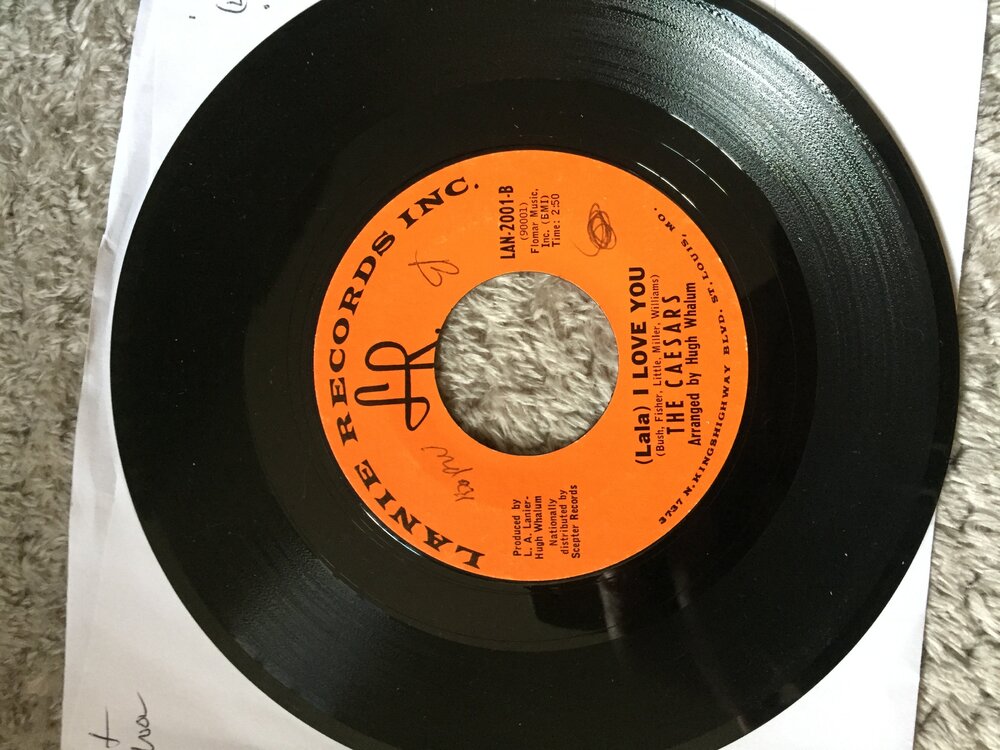 LANIE RECORDS INC.
LR.
LAN-2001-B
(90001)
Flomar Music,
Inc. (BMI)
Time: 2:50
Produced by
L. A. Lanier-
Hugh Whalum
Nationally
distributed by
Scepter Records
(Lala) I LOVE YOU
(Bush, Fisher, Little, Miller, Williams)
THE CAESARS
Arranged by Hugh Whalum
3737 N. KINGSHIGHWAY BLVD. ST. LOUIS, MO.